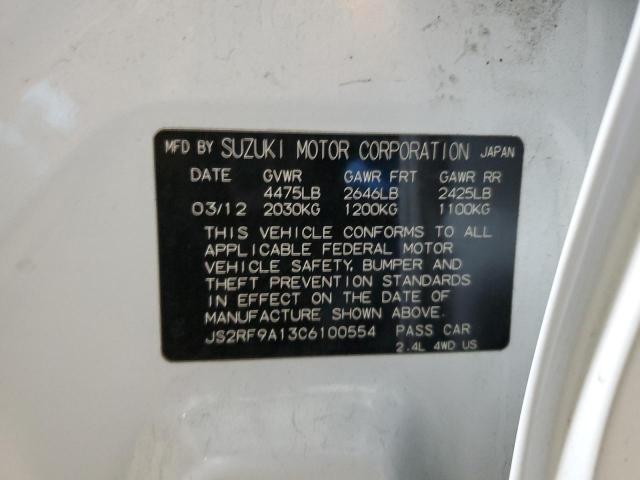 MFD BY SUZUKI MOTOR CORPORATION JAPAN
DATE GVWR GAWR FRT GAWR RR
4475LB 2646LB 2425LB
03/12 2030KG 1200KG 1100KG
THIS VEHICLE CONFORMS TO ALL
APPLICABLE FEDERAL MOTOR
VEHICLE SAFETY, BUMPER AND
THEFT PREVENTION STANDARDS
IN EFFECT ON THE DATE OF
MANUFACTURE SHOWN ABOVE.
JS2RF9A13C6100554 PASS CAR
2.4L 4WD US